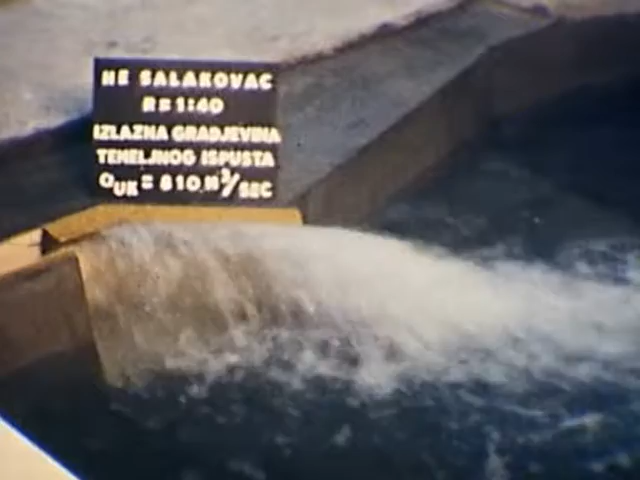 HE SALAKOVAC
R=1:40
IZLAZNA GRADJEVINA
TEMELJNOG ISPUSTA
QUK = 810 M³/SEC